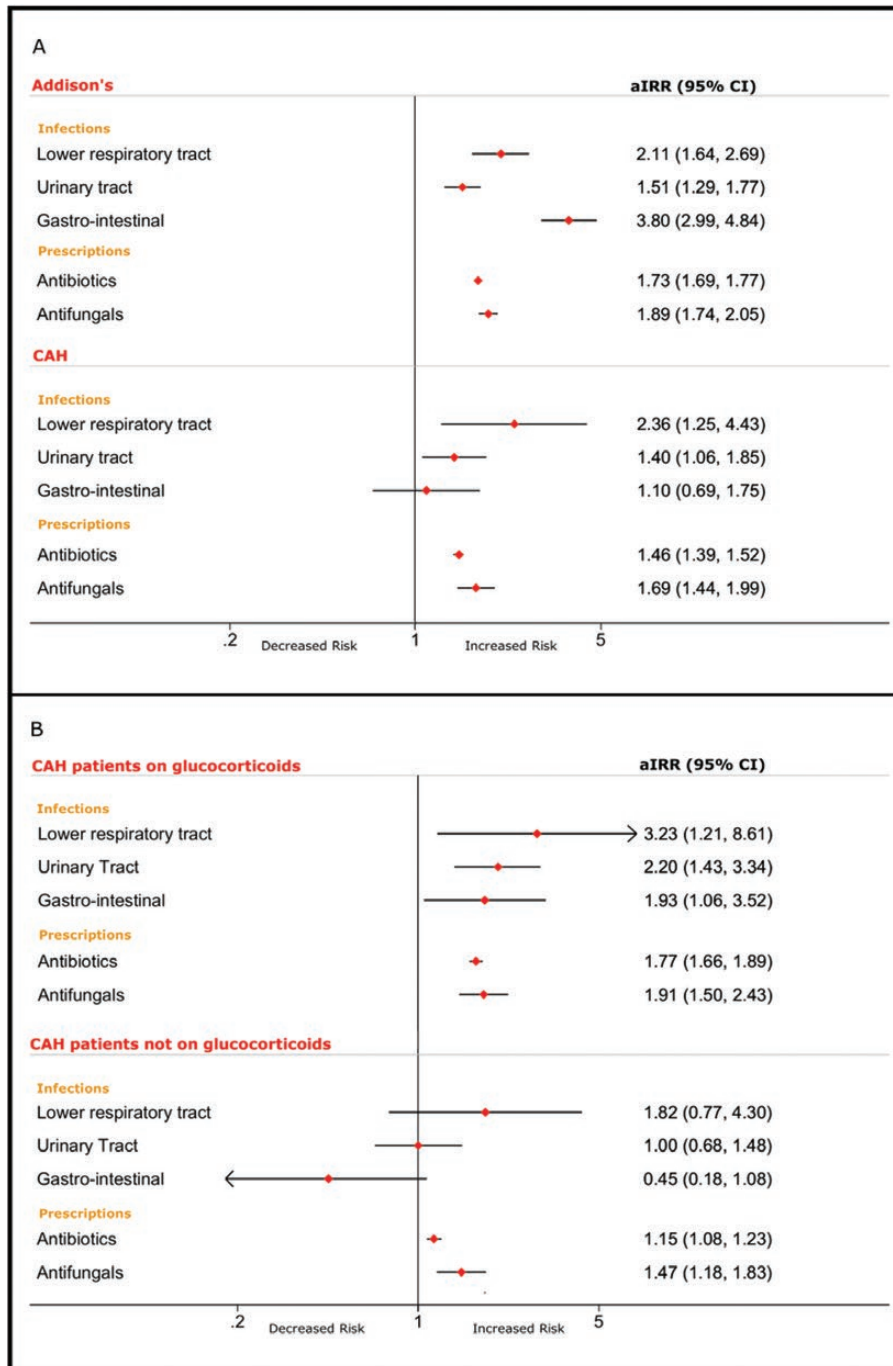 A
Addison's aIRR (95% CI)
Infections
Lower respiratory tract 2.11 (1.64, 2.69)
Urinary tract 1.51 (1.29, 1.77)
Gastro-intestinal 3.80 (2.99, 4.84)
Prescriptions
Antibiotics 1.73 (1.69, 1.77)
Antifungals 1.89 (1.74, 2.05)
CAH
Infections
Lower respiratory tract 2.36 (1.25, 4.43)
Urinary tract 1.40 (1.06, 1.85)
Gastro-intestinal 1.10 (0.69, 1.75)
Prescriptions
Antibiotics 1.46 (1.39, 1.52)
Antifungals 1.69 (1.44, 1.99)
.2 Decreased Risk 1 Increased Risk 5
B
CAH patients on glucocorticoids aIRR (95% CI)
Infections
Lower respiratory tract 3.23 (1.21, 8.61)
Urinary Tract 2.20 (1.43, 3.34)
Gastro-intestinal 1.93 (1.06, 3.52)
Prescriptions
Antibiotics 1.77 (1.66, 1.89)
Antifungals 1.91 (1.50, 2.43)
CAH patients not on glucocorticoids
Infections
Lower respiratory tract 1.82 (0.77, 4.30)
Urinary Tract 1.00 (0.68, 1.48)
Gastro-intestinal 0.45 (0.18, 1.08)
Prescriptions
Antibiotics 1.15 (1.08, 1.23)
Antifungals 1.47 (1.18, 1.83)
.2 Decreased Risk 1 Increased Risk 5